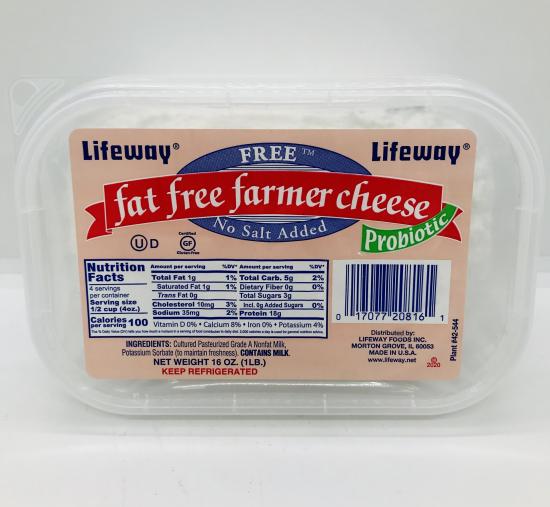 Lifeway®
Lifeway®
FREE™
fat free farmer cheese
No Salt Added
Probiotic
U D
Certified
GF
Gluten-Free
Nutrition
Facts
4 servings
per container
Serving size
1/2 cup (4oz.)
Calories
per serving 100
Amount per serving %DV* Amount per serving %DV*
Total Fat 1g 1% Total Carb. 5g 2%
Saturated Fat 1g 1% Dietary Fiber 0g 0%
Trans Fat 0g Total Sugars 3g
Cholesterol 10mg 3% Incl. 0g Added Sugars 0%
Sodium 35mg 2% Protein 18g
Vitamin D 0% • Calcium 8% • Iron 0% • Potassium 4%
INGREDIENTS: Cultured Pasteurized Grade A Nonfat Milk,
Potassium Sorbate (to maintain freshness). CONTAINS MILK.
NET WEIGHT 16 OZ. (1LB.)
KEEP REFRIGERATED
0 17077 20816 1
Distributed by:
LIFEWAY FOODS INC.
MORTON GROVE, IL 60053
MADE IN U.S.A.
www.lifeway.net
© 2020
Plant #42-544